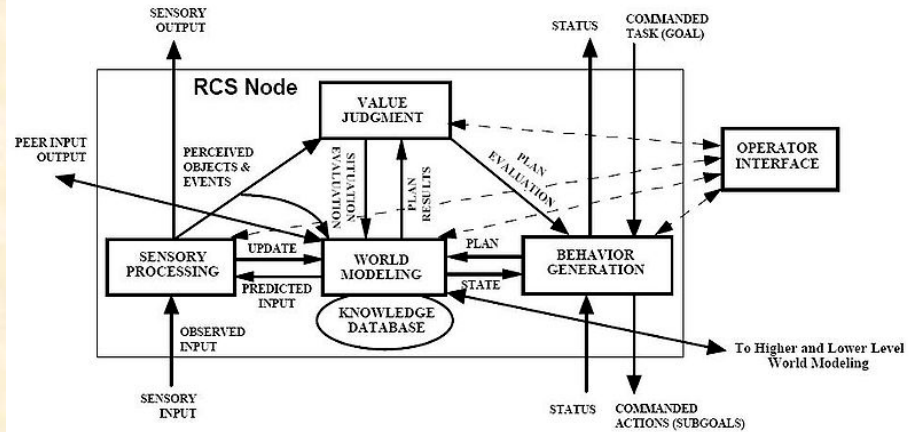 SENSORY
OUTPUT
STATUS
COMMANDED
TASK (GOAL)
RCS Node
VALUE
JUDGMENT
PEER INPUT
OUTPUT
PERCEIVED
OBJECTS &
EVENTS
SITUATION
EVALUATION
PLAN
RESULTS
PLAN
EVALUATION
OPERATOR
INTERFACE
SENSORY
PROCESSING
UPDATE
PREDICTED
INPUT
WORLD
MODELING
PLAN
STATE
BEHAVIOR
GENERATION
KNOWLEDGE
DATABASE
OBSERVED
INPUT
To Higher and Lower Level
World Modeling
SENSORY
INPUT
STATUS
COMMANDED
ACTIONS (SUBGOALS)